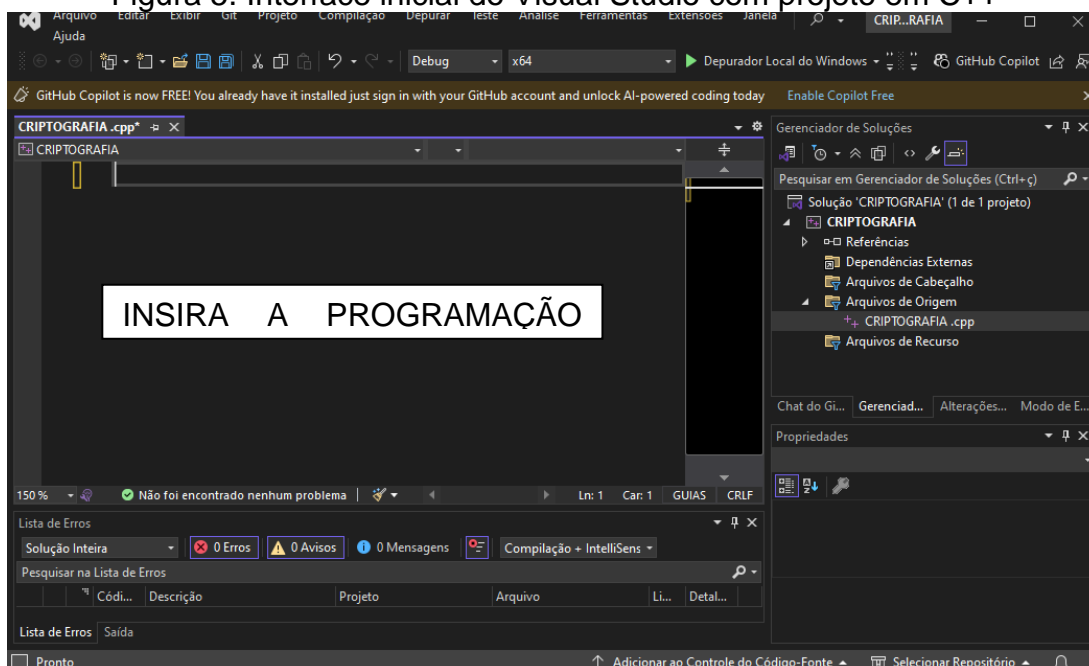 Figura 3: Interface inicial do Visual Studio com projeto em C++
Arquivo Editar Exibir Git Projeto Compilação Depurar Teste Análise Ferramentas Extensões Janela CRIP...RAFIA
Ajuda
Debug x64 Depurador Local do Windows GitHub Copilot
GitHub Copilot is now FREE! You already have it installed just sign in with your GitHub account and unlock AI-powered coding today Enable Copilot Free
CRIPTOGRAFIA.cpp*
CRIPTOGRAFIA
INSIRA A PROGRAMAÇÃO
150 % Não foi encontrado nenhum problema Ln: 1 Car: 1 GUIAS CRLF
Gerenciador de Soluções
Pesquisar em Gerenciador de Soluções (Ctrl+ç)
Solução 'CRIPTOGRAFIA' (1 de 1 projeto)
CRIPTOGRAFIA
Referências
Dependências Externas
Arquivos de Cabeçalho
Arquivos de Origem
CRIPTOGRAFIA .cpp
Arquivos de Recurso
Chat do Gi... Gerenciad... Alterações... Modo de E...
Propriedades
Lista de Erros
Solução Inteira 0 Erros 0 Avisos 0 Mensagens Compilação + IntelliSens
Pesquisar na Lista de Erros
Códi... Descrição Projeto Arquivo Li... Detal...
Lista de Erros Saída
Pronto Adicionar ao Controle do Código-Fonte Selecionar Repositório